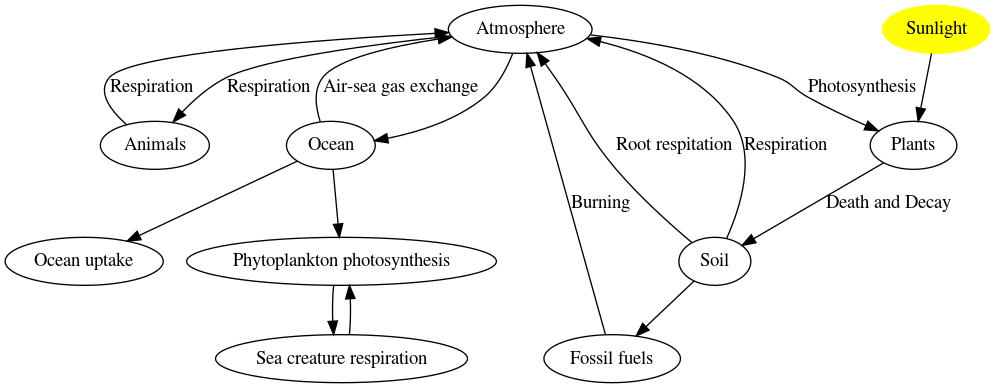 Atmosphere
Sunlight
Respiration
Respiration
Air-sea gas exchange
Photosynthesis
Animals
Ocean
Root respitation
Respiration
Plants
Burning
Death and Decay
Ocean uptake
Phytoplankton photosynthesis
Soil
Sea creature respiration
Fossil fuels